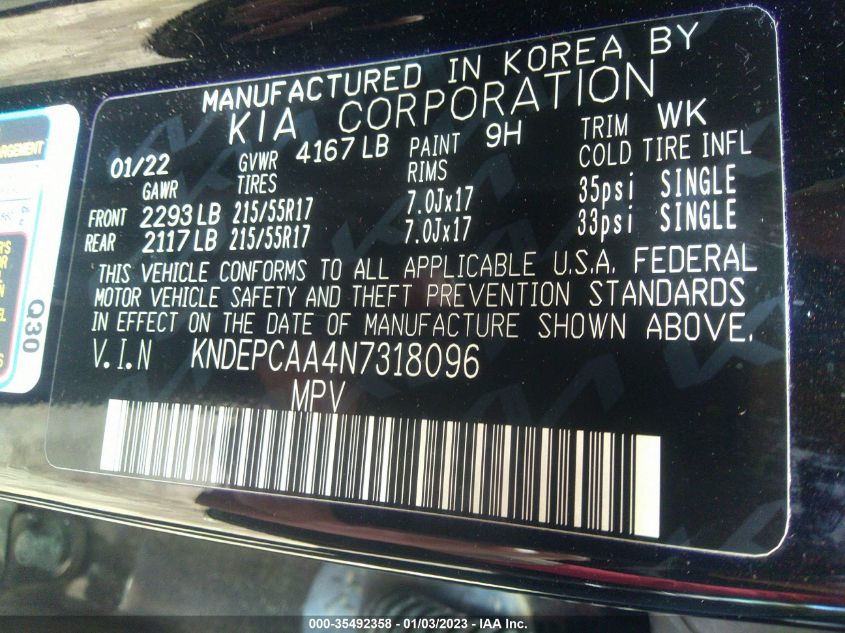 MANUFACTURED IN KOREA BY
KIA CORPORATION
01/22 GVWR 4167 LB PAINT 9H TRIM WK
GAWR TIRES RIMS COLD TIRE INFL
FRONT 2293 LB 215/55R17 7.0Jx17 35psi SINGLE
REAR 2117 LB 215/55R17 7.0Jx17 33psi SINGLE
THIS VEHICLE CONFORMS TO ALL APPLICABLE U.S.A. FEDERAL
MOTOR VEHICLE SAFETY AND THEFT PREVENTION STANDARDS
IN EFFECT ON THE DATE OF MANUFACTURE SHOWN ABOVE.
V.I.N KNDEPCAA4N7318096
MPV
Q30
000-35492358 - 01/03/2023 - IAA Inc.